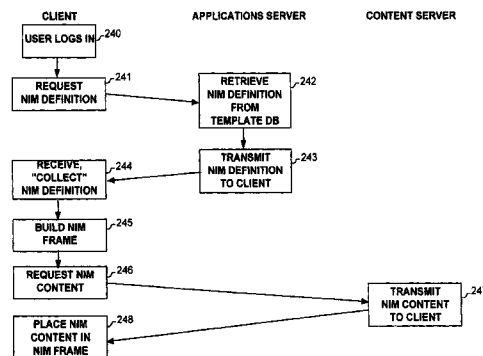 CLIENT
APPLICATIONS SERVER
CONTENT SERVER
USER LOGS IN
240
REQUEST
NIM DEFINITION
241
RETRIEVE
NIM DEFINITION
FROM
TEMPLATE DB
242
TRANSMIT
NIM DEFINITION
TO CLIENT
243
RECEIVE,
"COLLECT"
NIM DEFINITION
244
BUILD NIM
FRAME
245
REQUEST NIM
CONTENT
246
TRANSMIT
NIM CONTENT
TO CLIENT
PLACE NIM
CONTENT IN
NIM FRAME
248